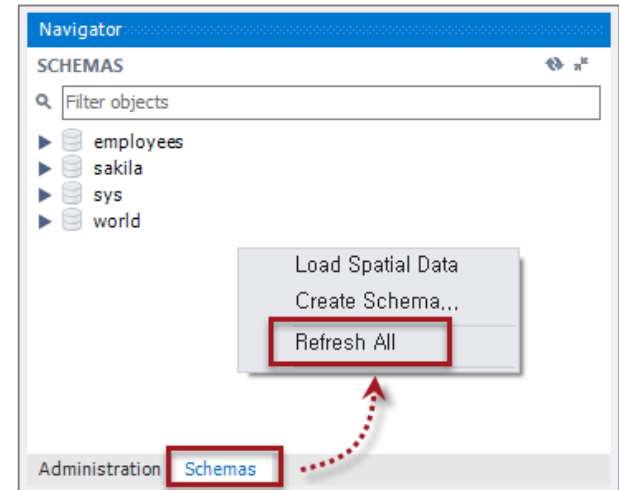 Navigator
SCHEMAS
Filter objects
employees
sakila
sys
world
Load Spatial Data
Create Schema...
Refresh All
Administration Schemas